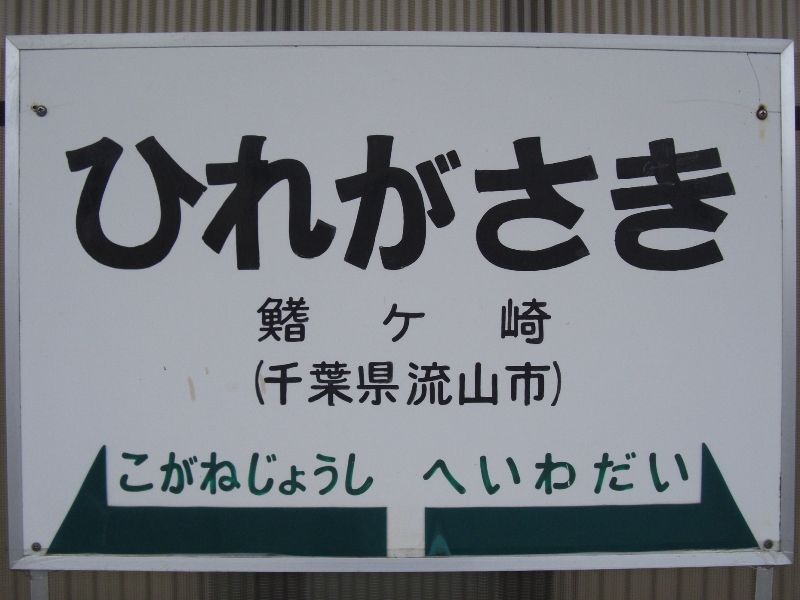 ひれがさき
鰭ヶ崎
(千葉県流山市)
こがねじょうし へいわだい